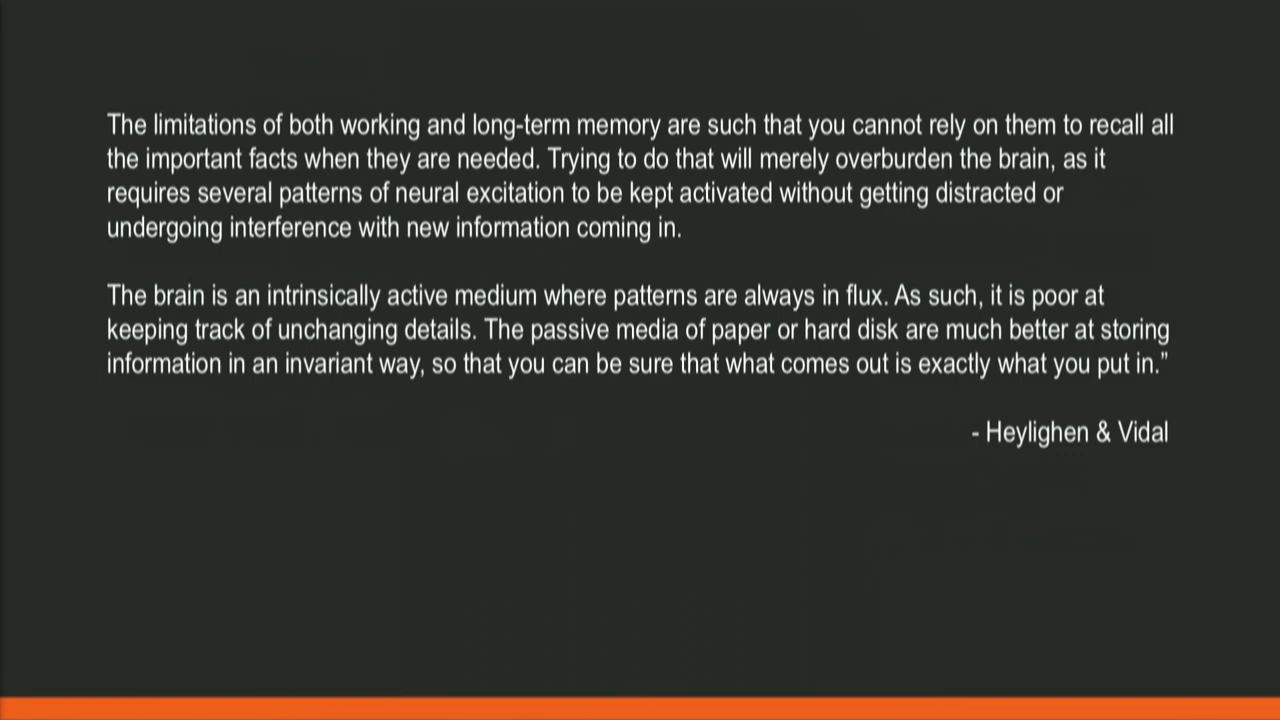 The limitations of both working and long-term memory are such that you cannot rely on them to recall all
the important facts when they are needed. Trying to do that will merely overburden the brain, as it
requires several patterns of neural excitation to be kept activated without getting distracted or
undergoing interference with new information coming in.
The brain is an intrinsically active medium where patterns are always in flux. As such, it is poor at
keeping track of unchanging details. The passive media of paper or hard disk are much better at storing
information in an invariant way, so that you can be sure that what comes out is exactly what you put in.”
- Heylighen & Vidal